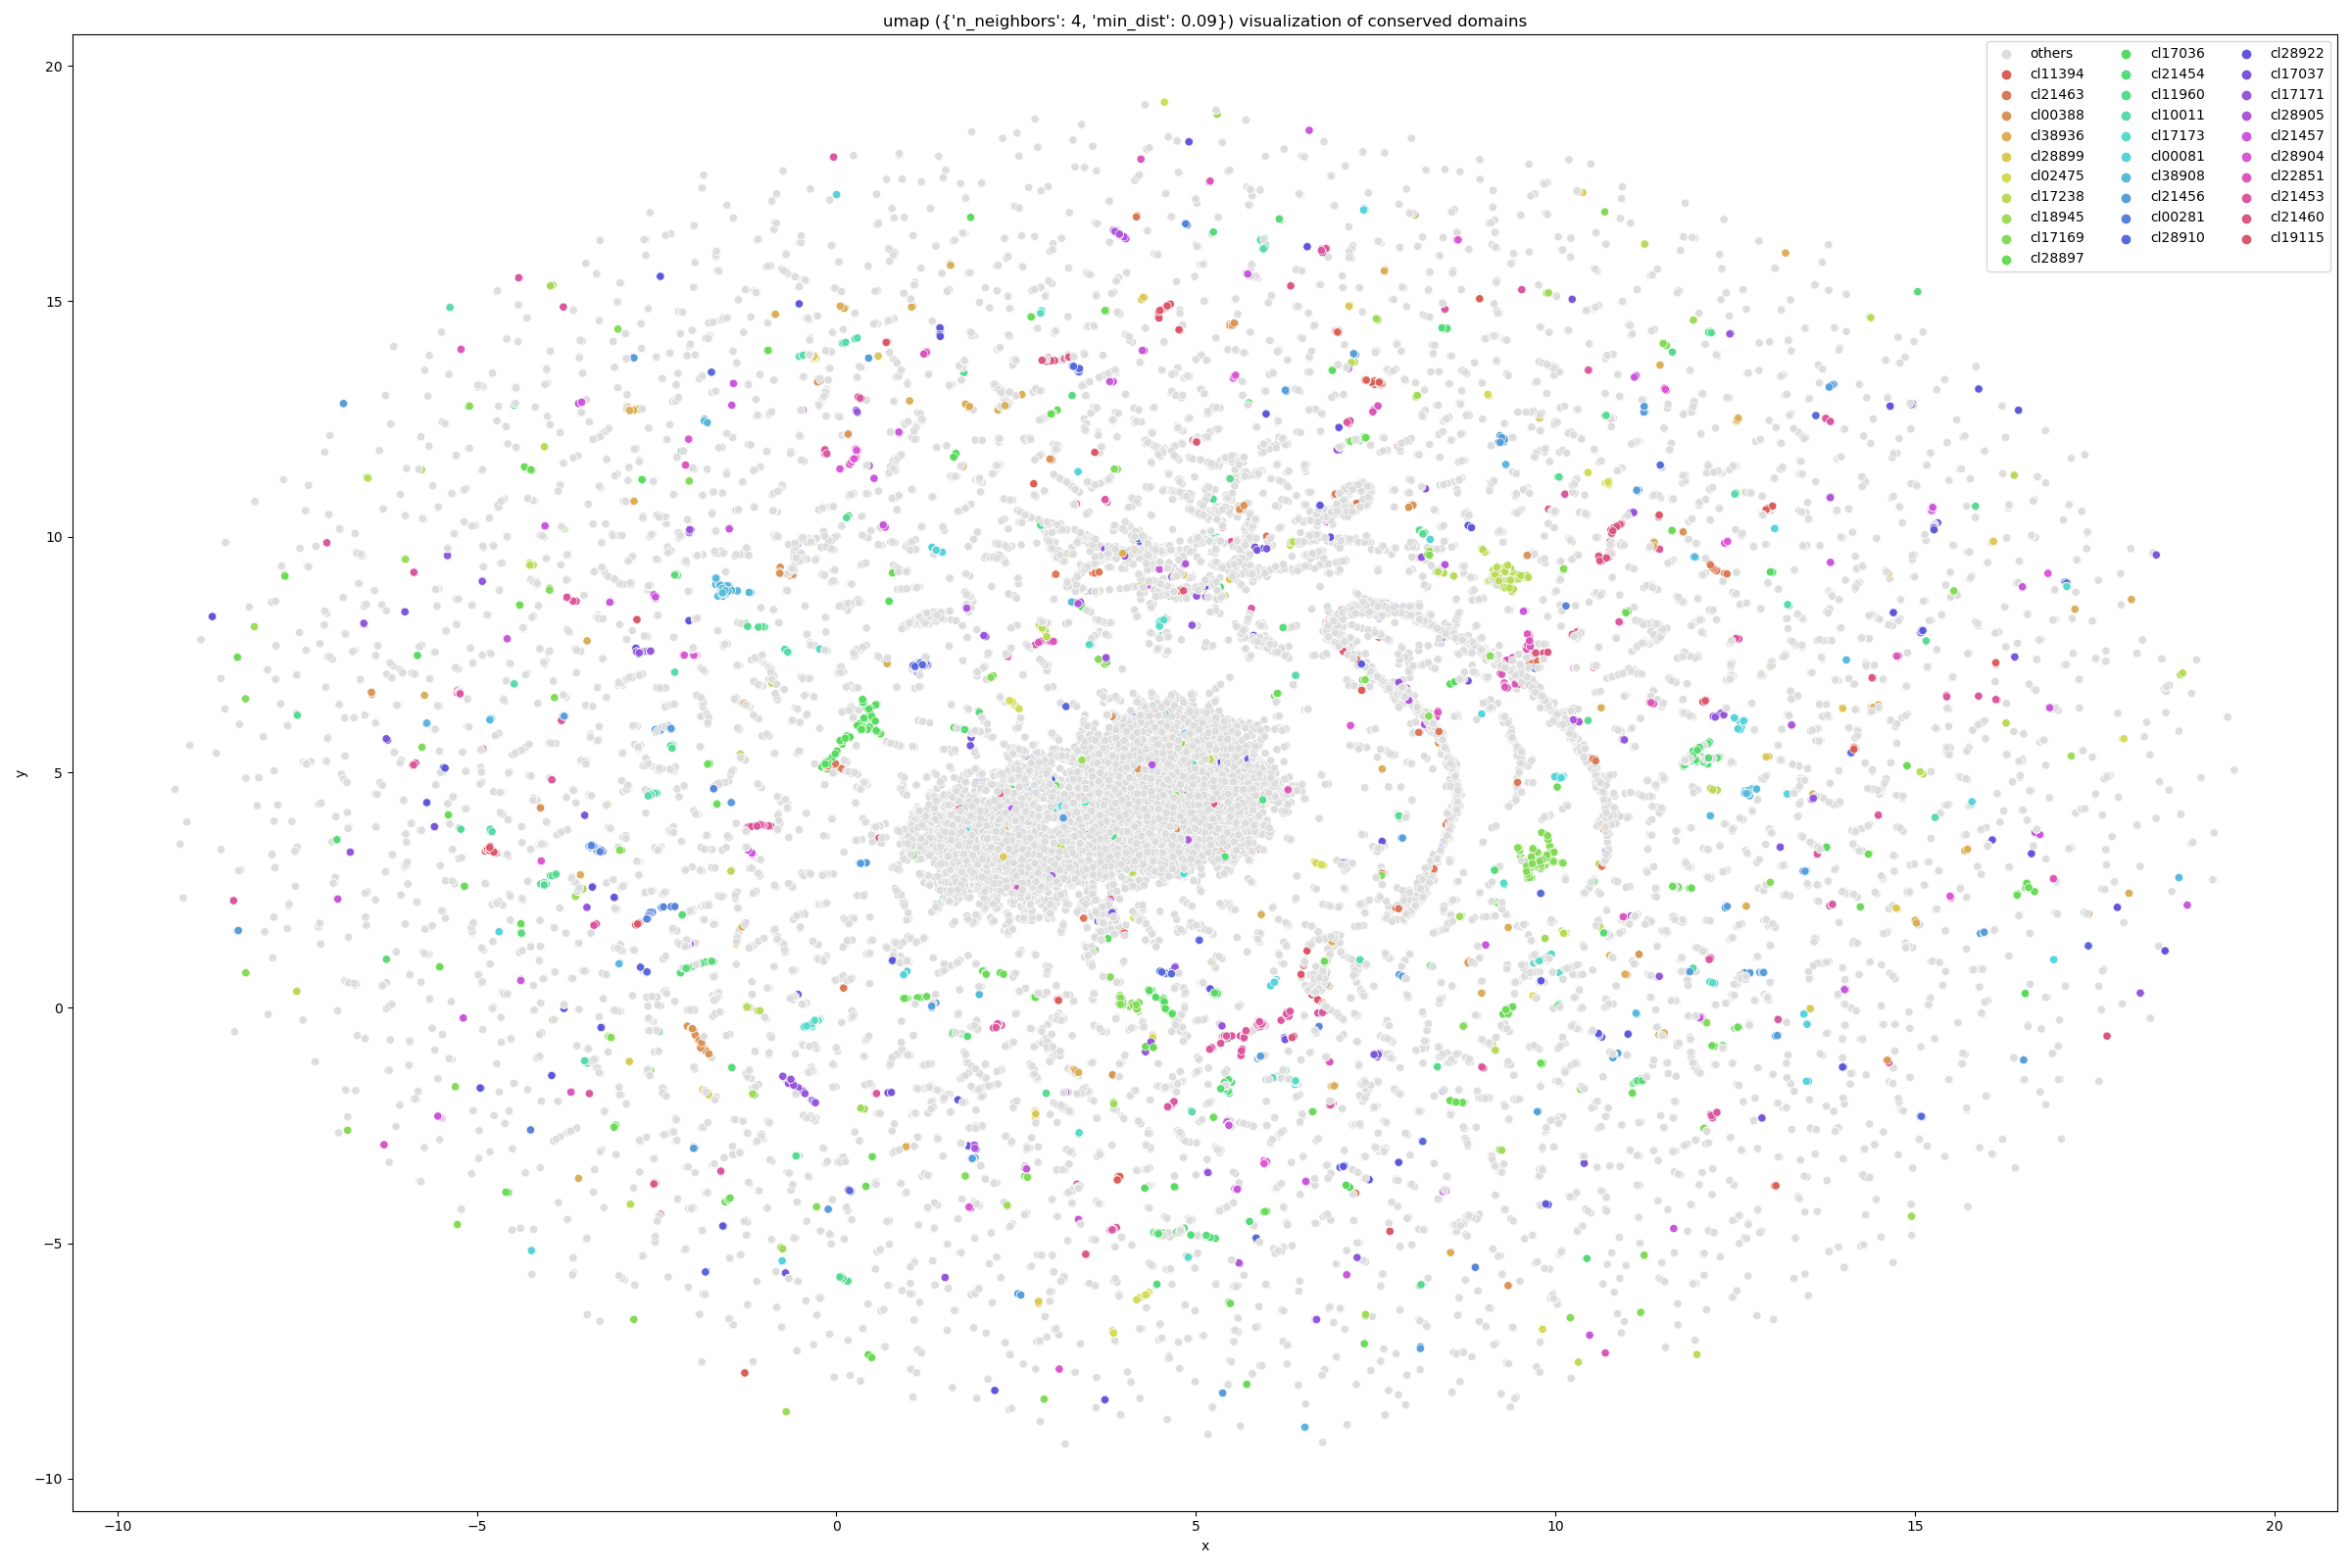 umap ({'n_neighbors': 4, 'min_dist': 0.09}) visualization of conserved domains
others
cl11394
cl21463
cl00388
cl38936
cl28899
cl02475
cl17238
cl18945
cl17169
cl28897
cl17036
cl21454
cl11960
cl10011
cl17173
cl00081
cl38908
cl21456
cl00281
cl28910
cl28922
cl17037
cl17171
cl28905
cl21457
cl28904
cl22851
cl21453
cl21460
cl19115
20
15
10
5
0
−5
−10
y
−10
−5
0
5
10
15
20
x